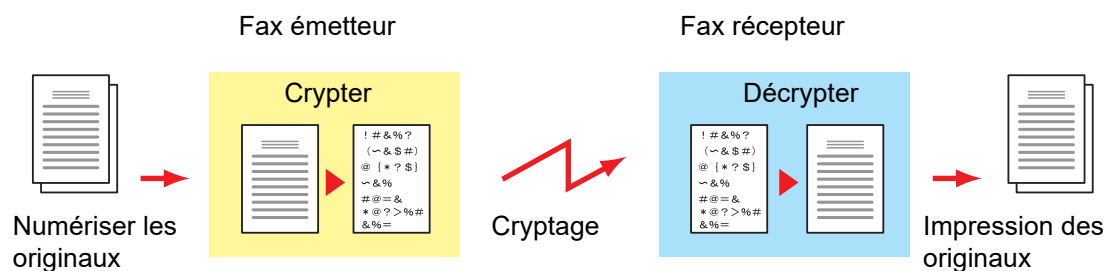 Fax émetteur
Fax récepteur
Crypter
Décrypter
!#&%?
(∽&$#)
@{*?$}
∽&%
#@=&
*@?>%#
&%=
!#&%?
(∽&$#)
@{*?$}
∽&%
#@=&
*@?>%#
&%=
Numériser les
originaux
Cryptage
Impression des
originaux